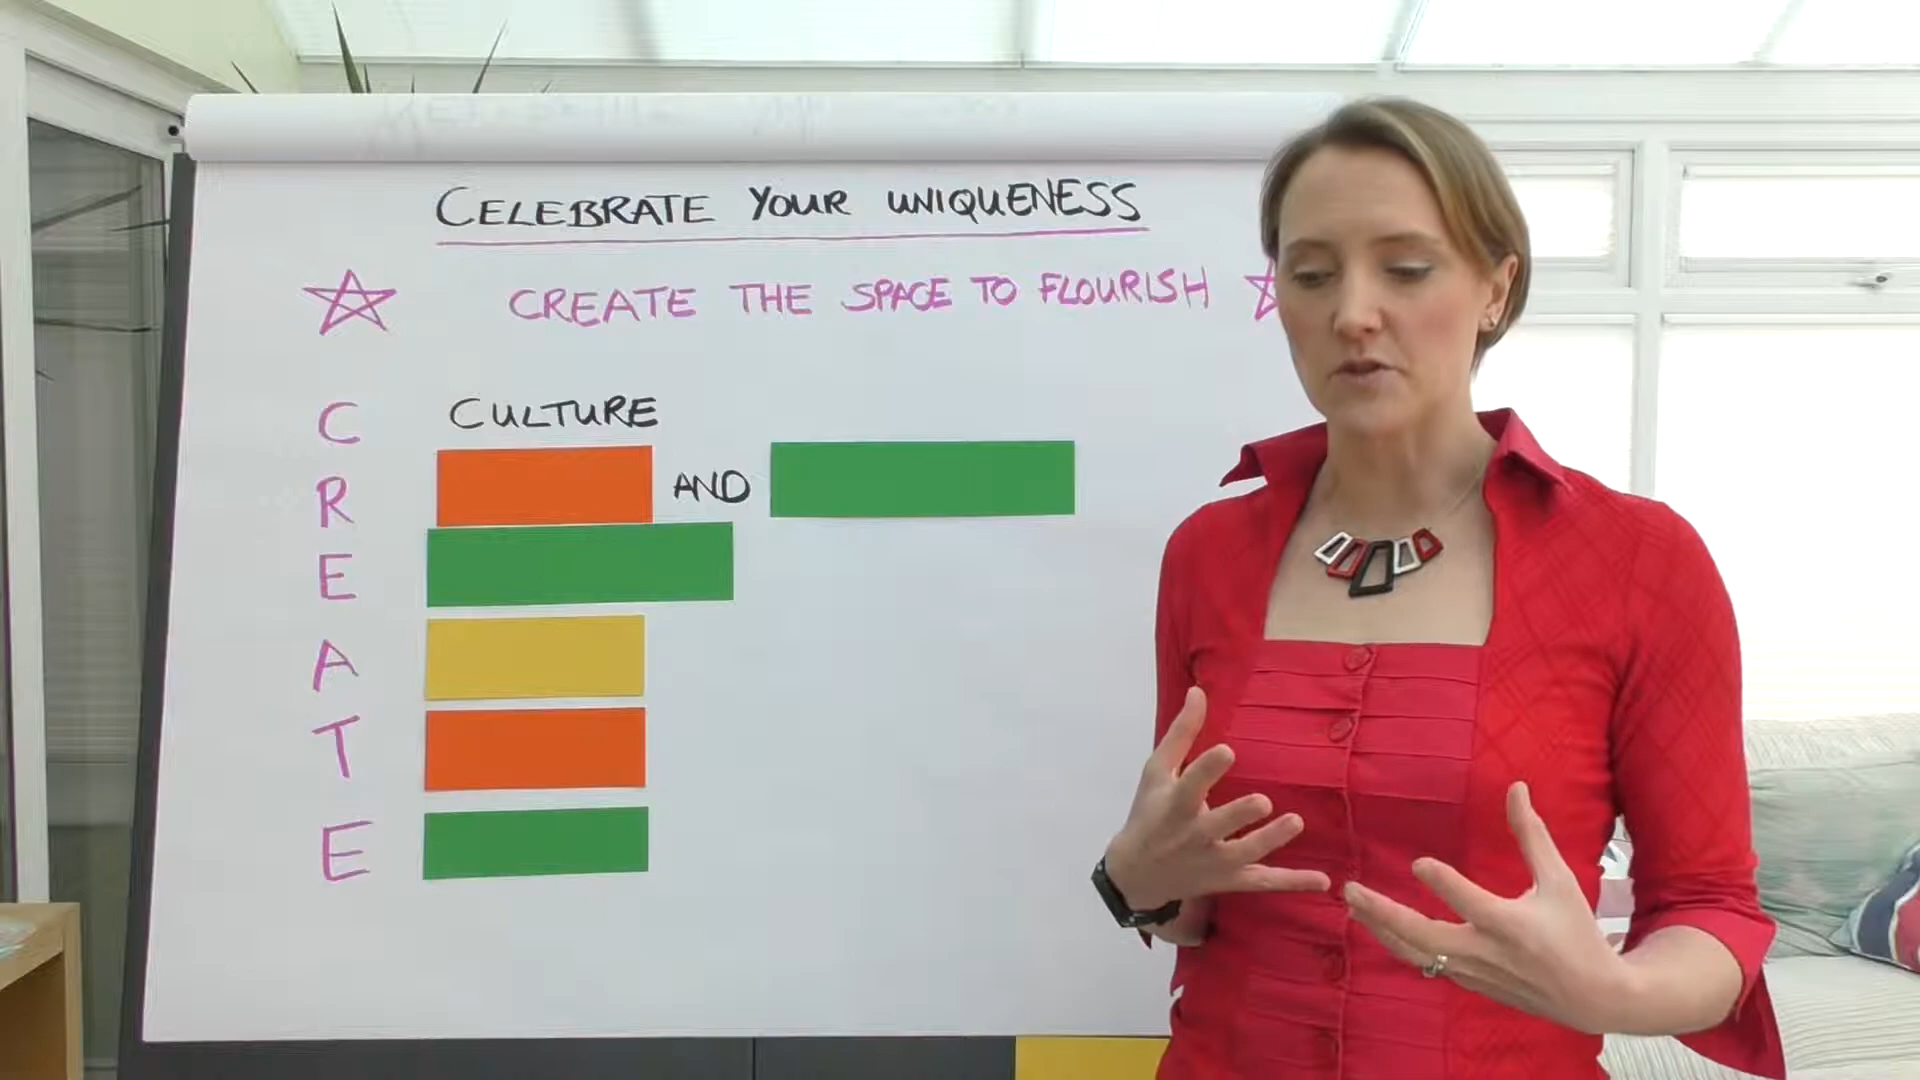 CELEBRATE YOUR UNIQUENESS
CREATE THE SPACE TO FLOURISH
C CULTURE
R AND
E
A
T
E